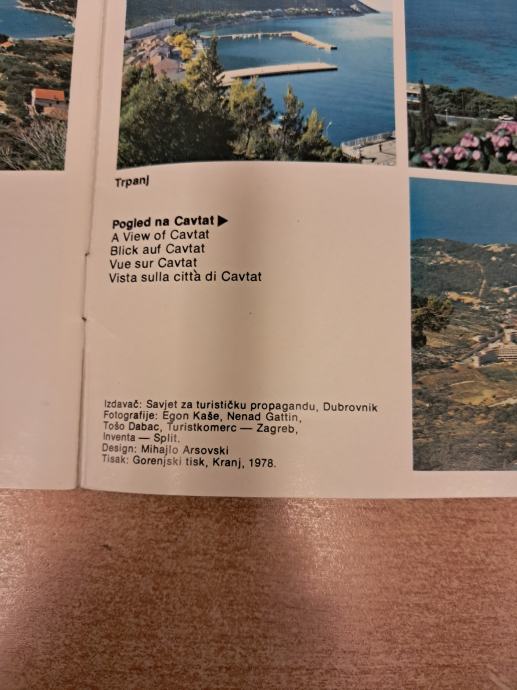 Trpanj
Pogled na Cavtat ▶
A View of Cavtat
Blick auf Cavtat
Vue sur Cavtat
Vista sulla città di Cavtat
Izdavač: Savjet za turističku propagandu, Dubrovnik
Fotografije: Egon Kaše, Nenad Gattin,
Tošo Dabac, Turistkomerc — Zagreb,
Inventa — Split.
Design: Mihajlo Arsovski
Tisak: Gorenjski tisk, Kranj, 1978.